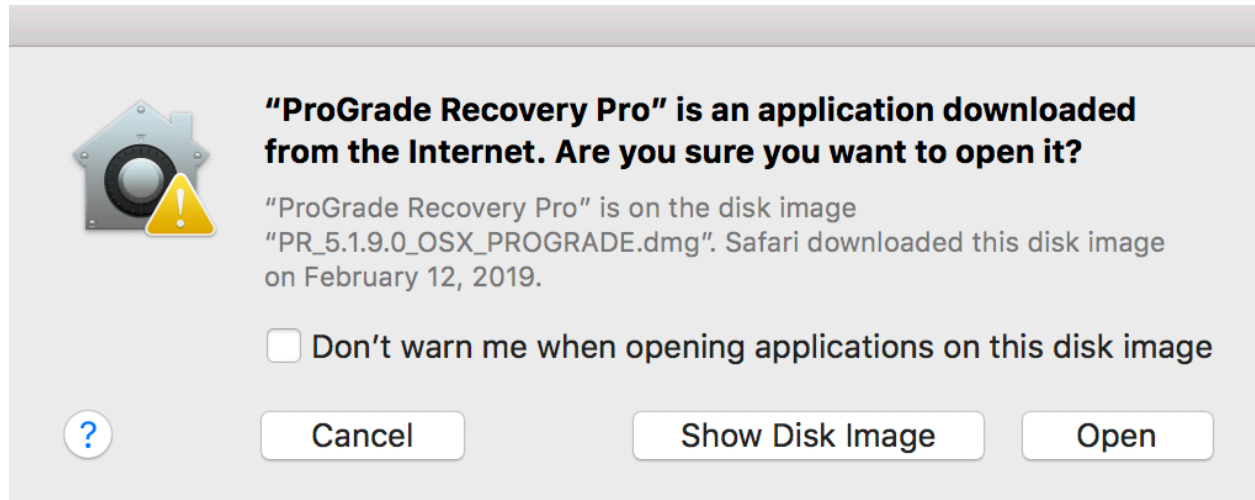 “ProGrade Recovery Pro” is an application downloaded
from the Internet. Are you sure you want to open it?
“ProGrade Recovery Pro” is on the disk image
“PR_5.1.9.0_OSX_PROGRADE.dmg”. Safari downloaded this disk image
on February 12, 2019.
Don’t warn me when opening applications on this disk image
? Cancel Show Disk Image Open